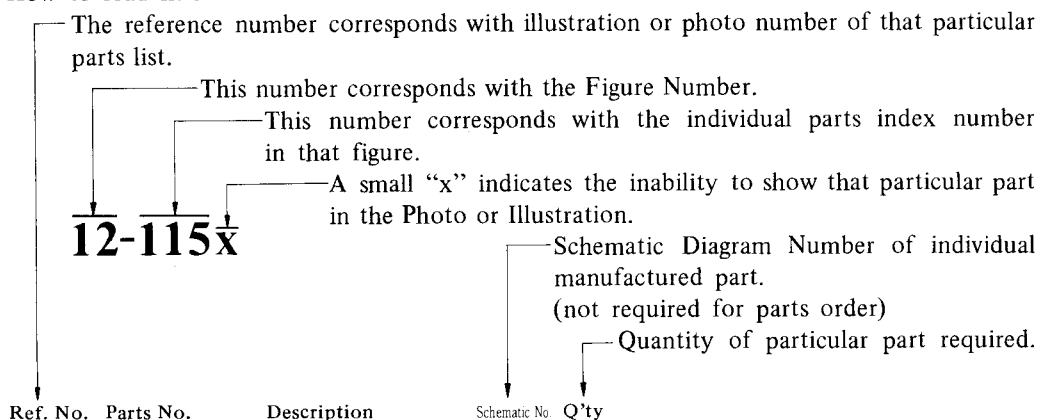 The reference number corresponds with illustration or photo number of that particular
parts list.
This number corresponds with the Figure Number.
This number corresponds with the individual parts index number
in that figure.
A small “x” indicates the inability to show that particular part
in the Photo or Illustration.
12-115x
Schematic Diagram Number of individual
manufactured part.
(not required for parts order)
Quantity of particular part required.
Ref. No. Parts No. Description Schematic No. Q'ty